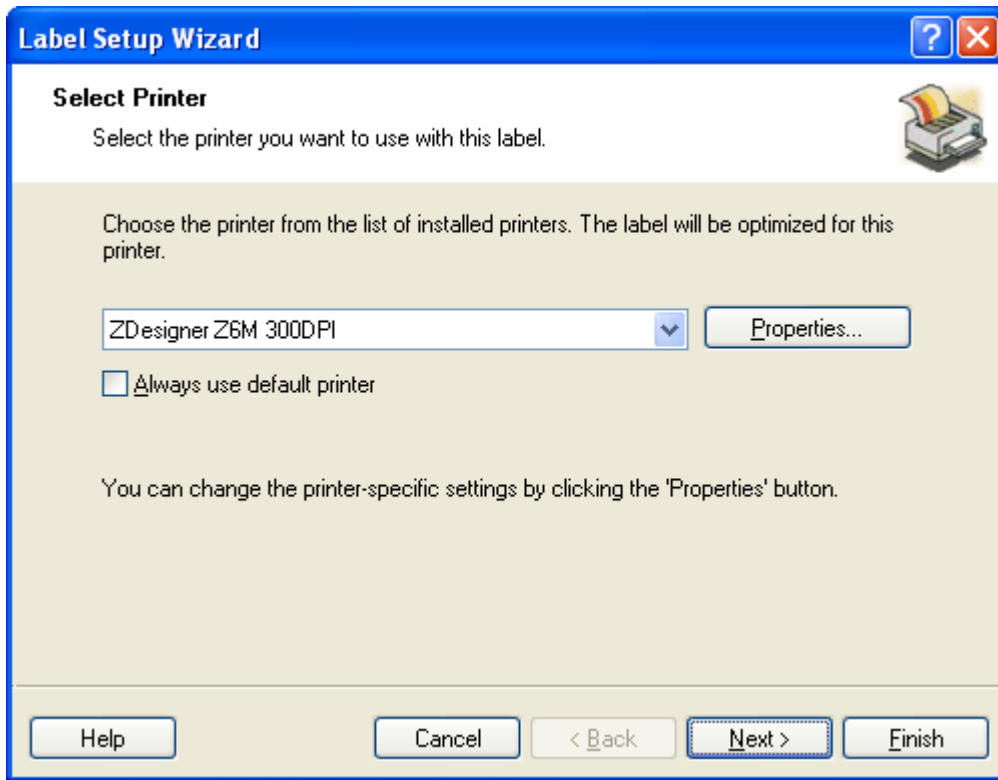 Label Setup Wizard
?
Select Printer
Select the printer you want to use with this label.
Choose the printer from the list of installed printers. The label will be optimized for this
printer.
ZDesigner Z6M 300DPI
Properties...
Always use default printer
You can change the printer-specific settings by clicking the 'Properties' button.
Help
Cancel
< Back
Next >
Finish